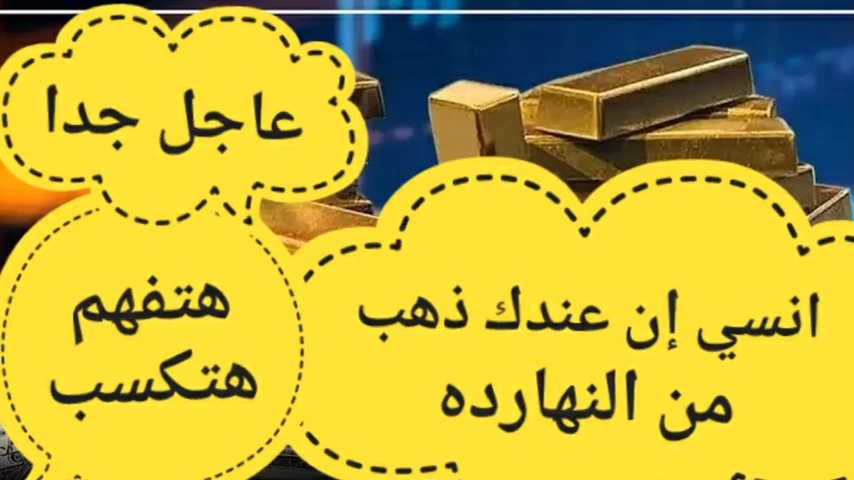 عاجل جدا
انسي إن عندك ذهب
من النهارده
هتفهم
هتكسب